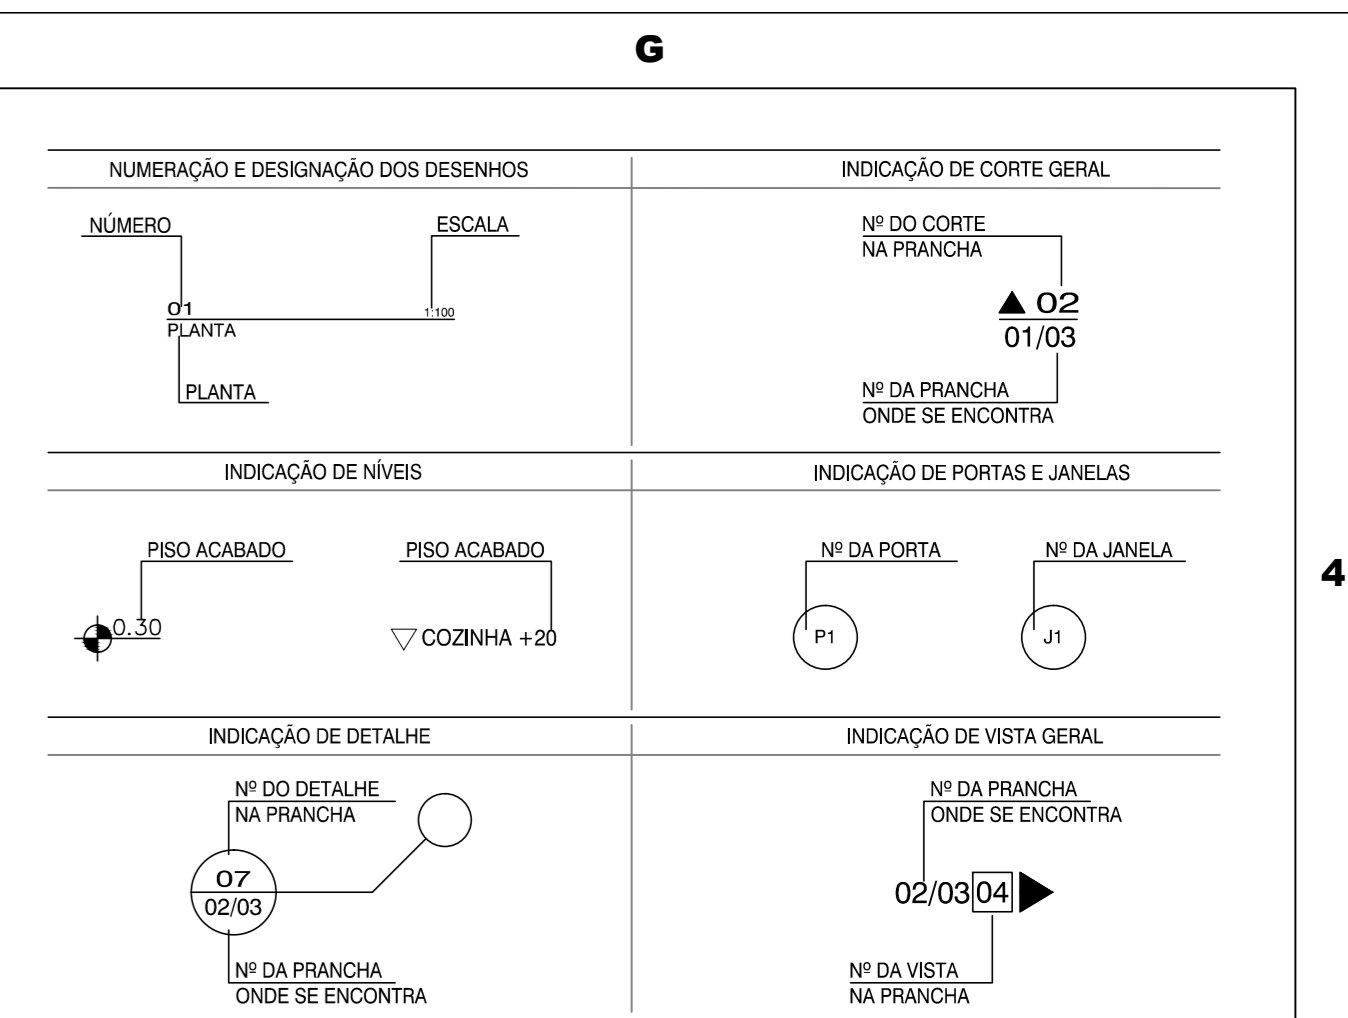 G
NUMERAÇÃO E DESIGNAÇÃO DOS DESENHOS
NÚMERO
ESCALA
01
1:100
PLANTA
PLANTA
INDICAÇÃO DE CORTE GERAL
Nº DO CORTE
NA PRANCHA
02
01/03
Nº DA PRANCHA
ONDE SE ENCONTRA
INDICAÇÃO DE NÍVEIS
PISO ACABADO
PISO ACABADO
0.30
COZINHA +20
INDICAÇÃO DE PORTAS E JANELAS
Nº DA PORTA
Nº DA JANELA
P1
J1
4
INDICAÇÃO DE DETALHE
Nº DO DETALHE
NA PRANCHA
07
02/03
Nº DA PRANCHA
ONDE SE ENCONTRA
INDICAÇÃO DE VISTA GERAL
Nº DA PRANCHA
ONDE SE ENCONTRA
02/03 04
Nº DA VISTA
NA PRANCHA